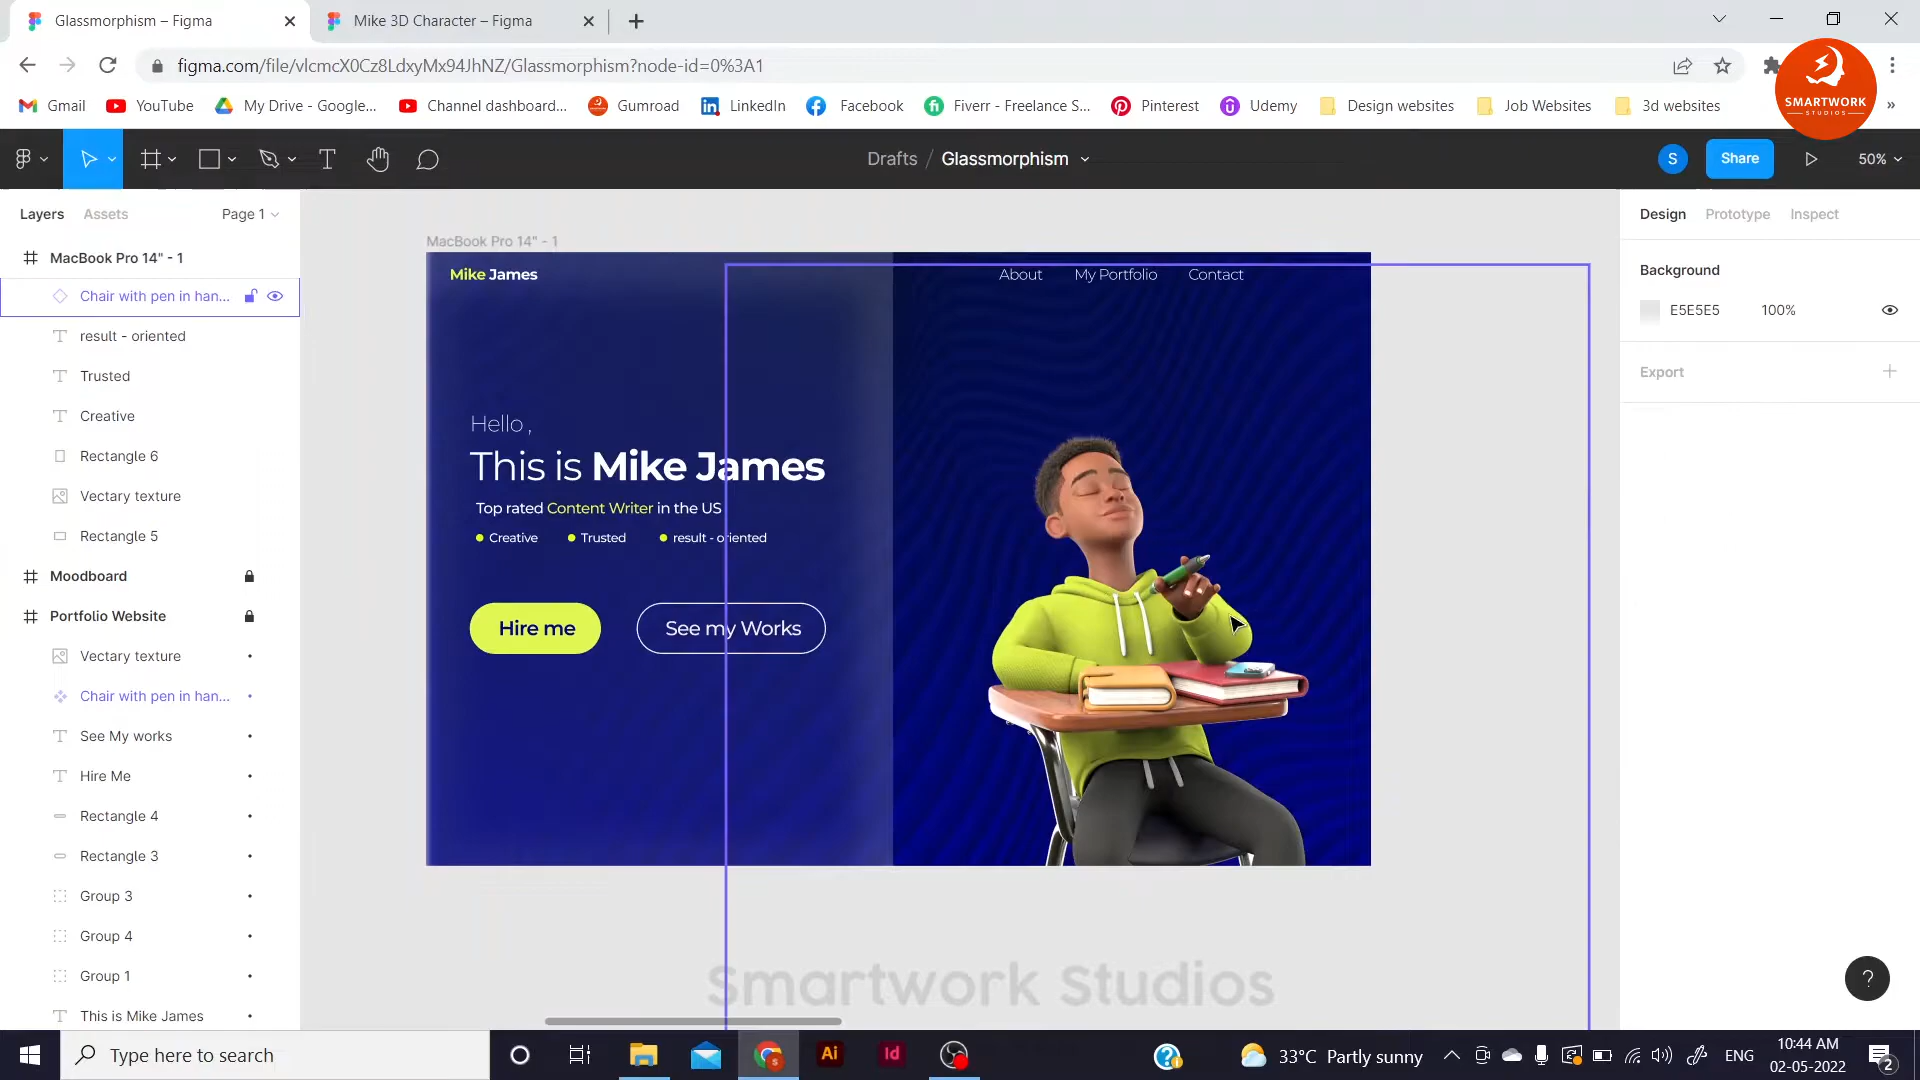 Glassmorphism – Figma
Mike 3D Character – Figma
figma.com/file/vlcmcX0Cz8LdxyMx94JhNZ/Glassmorphism?node-id=0%3A1
Gmail
YouTube
My Drive - Google...
Channel dashboard...
Gumroad
LinkedIn
Facebook
Fiverr - Freelance S...
Pinterest
Udemy
Design websites
Job Websites
3d websites
»
SMARTWORK
STUDIOS
Drafts / Glassmorphism
S
Share
50%
Layers
Assets
Page 1
Design
Prototype
Inspect
MacBook Pro 14" - 1
Chair with pen in han...
result - oriented
Trusted
Creative
Rectangle 6
Vectary texture
Rectangle 5
Moodboard
Portfolio Website
Vectary texture
Chair with pen in han...
See My works
Hire Me
Rectangle 4
Rectangle 3
Group 3
Group 4
Group 1
This is Mike James
MacBook Pro 14" - 1
Mike James
About
My Portfolio
Contact
Hello ,
This is Mike James
Top rated Content Writer in the US
Creative
Trusted
result - oriented
Hire me
See my Works
Smartwork Studios
Background
E5E5E5
100%
Export
?
Type here to search
Ai
Id
33°C Partly sunny
ENG
10:44 AM
02-05-2022
2